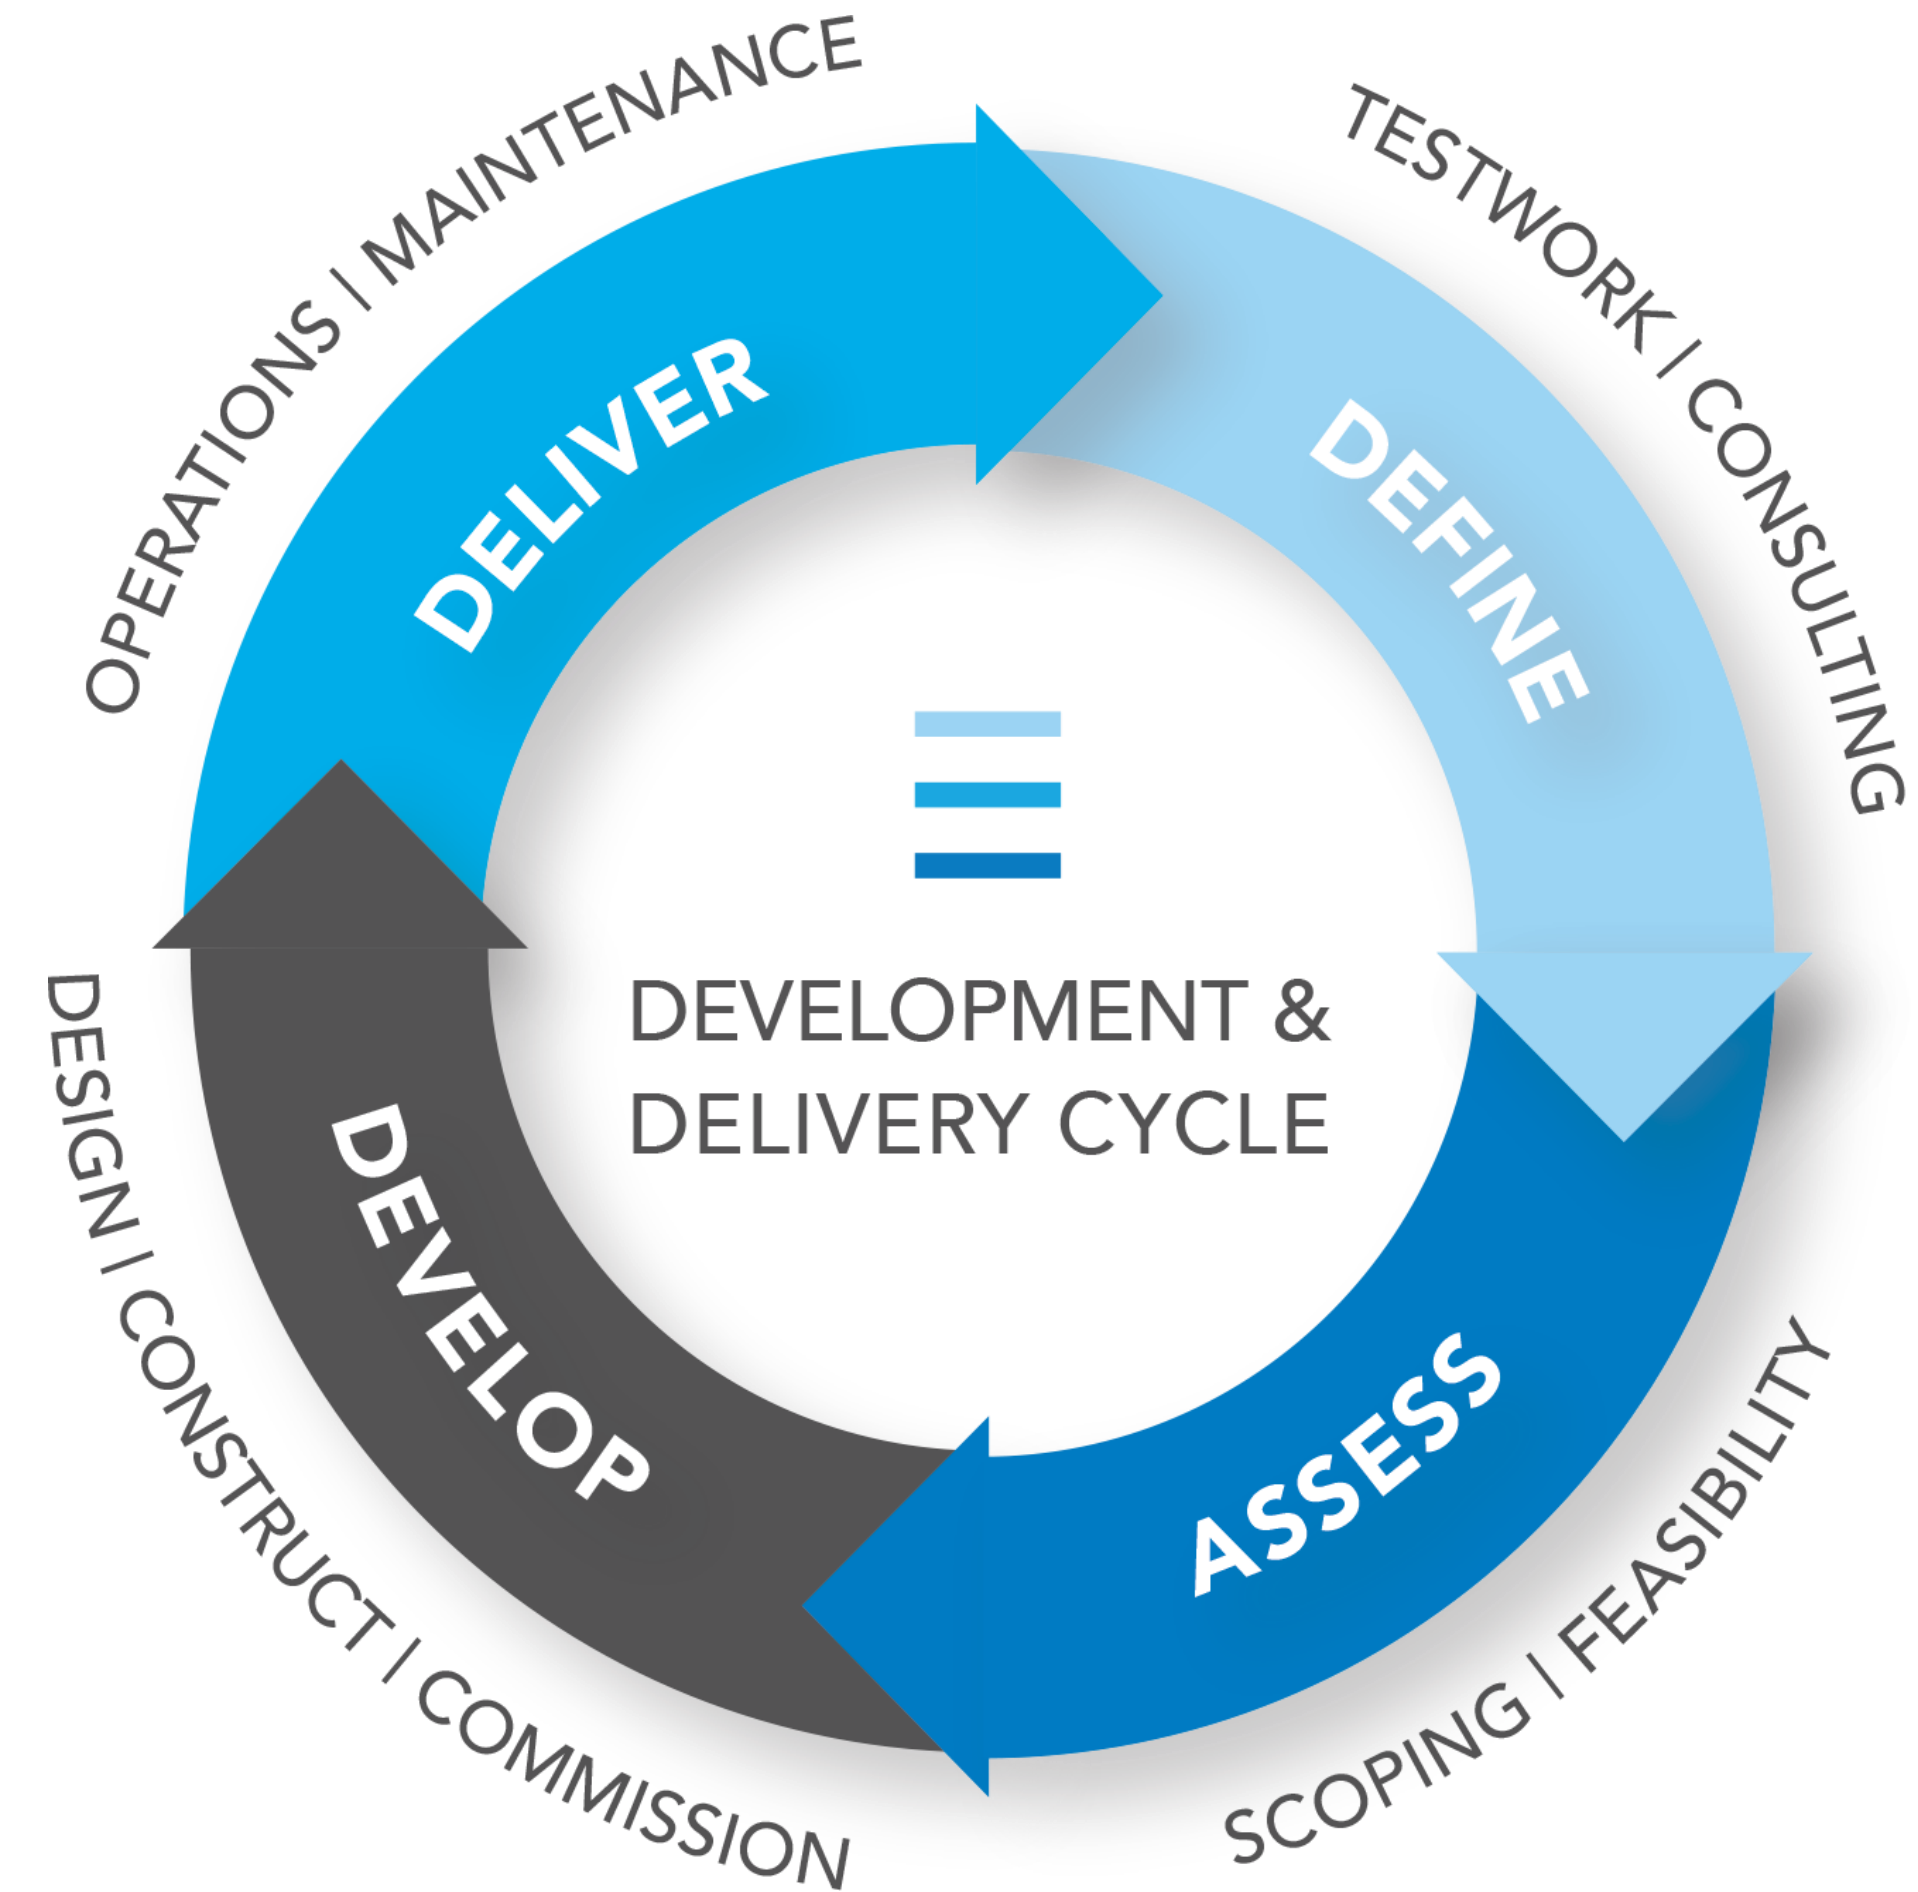 OPERATIONS | MAINTENANCE
TESTWORK | CONSULTING
DELIVER
DEFINE
DEVELOPMENT &
DELIVERY CYCLE
DEVELOP
ASSESS
DESIGN | CONSTRUCT | COMMISSION
SCOPING | FEASIBILITY